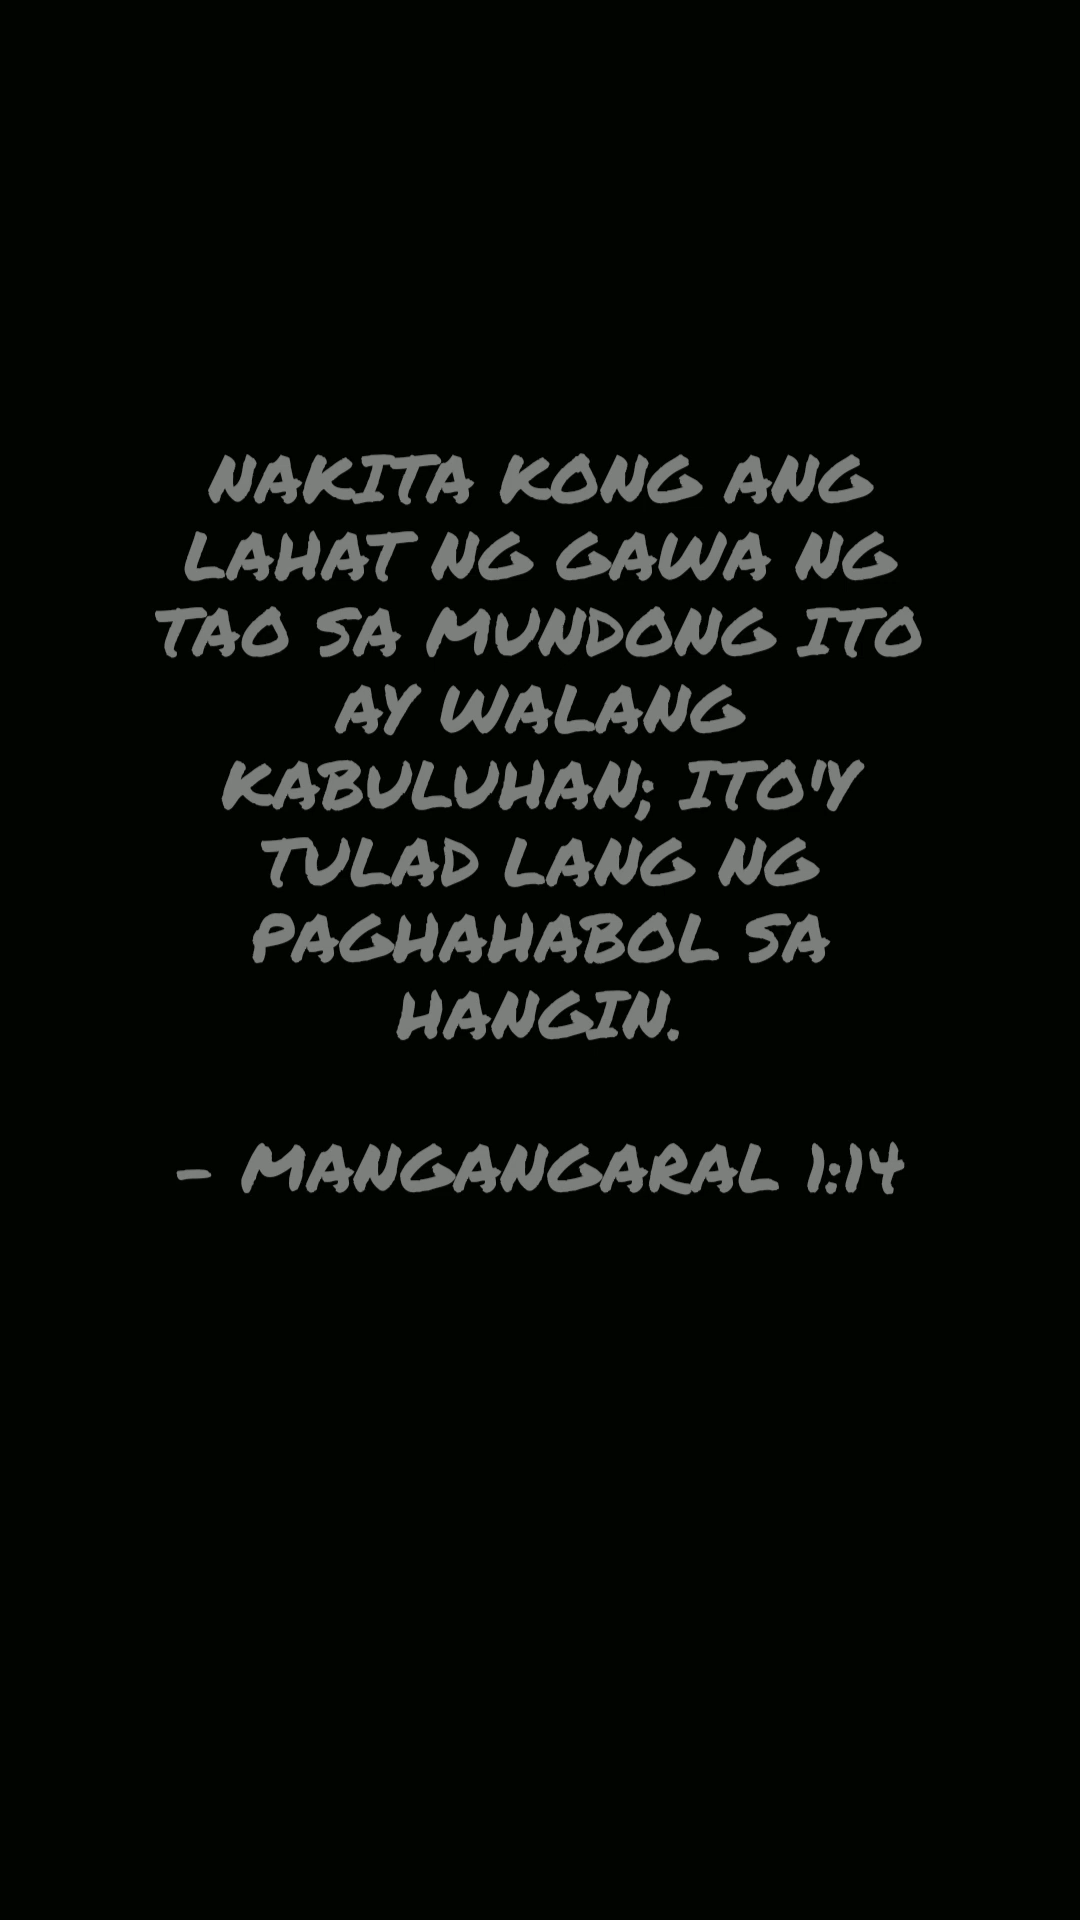 NAKITA KONG ANG
LAHAT NG GAWA NG
TAO SA MUNDONG ITO
AY WALANG
KABULUHAN; ITO'Y
TULAD LANG NG
PAGHAHABOL SA
HANGIN.
- MANGANGARAL 1:14